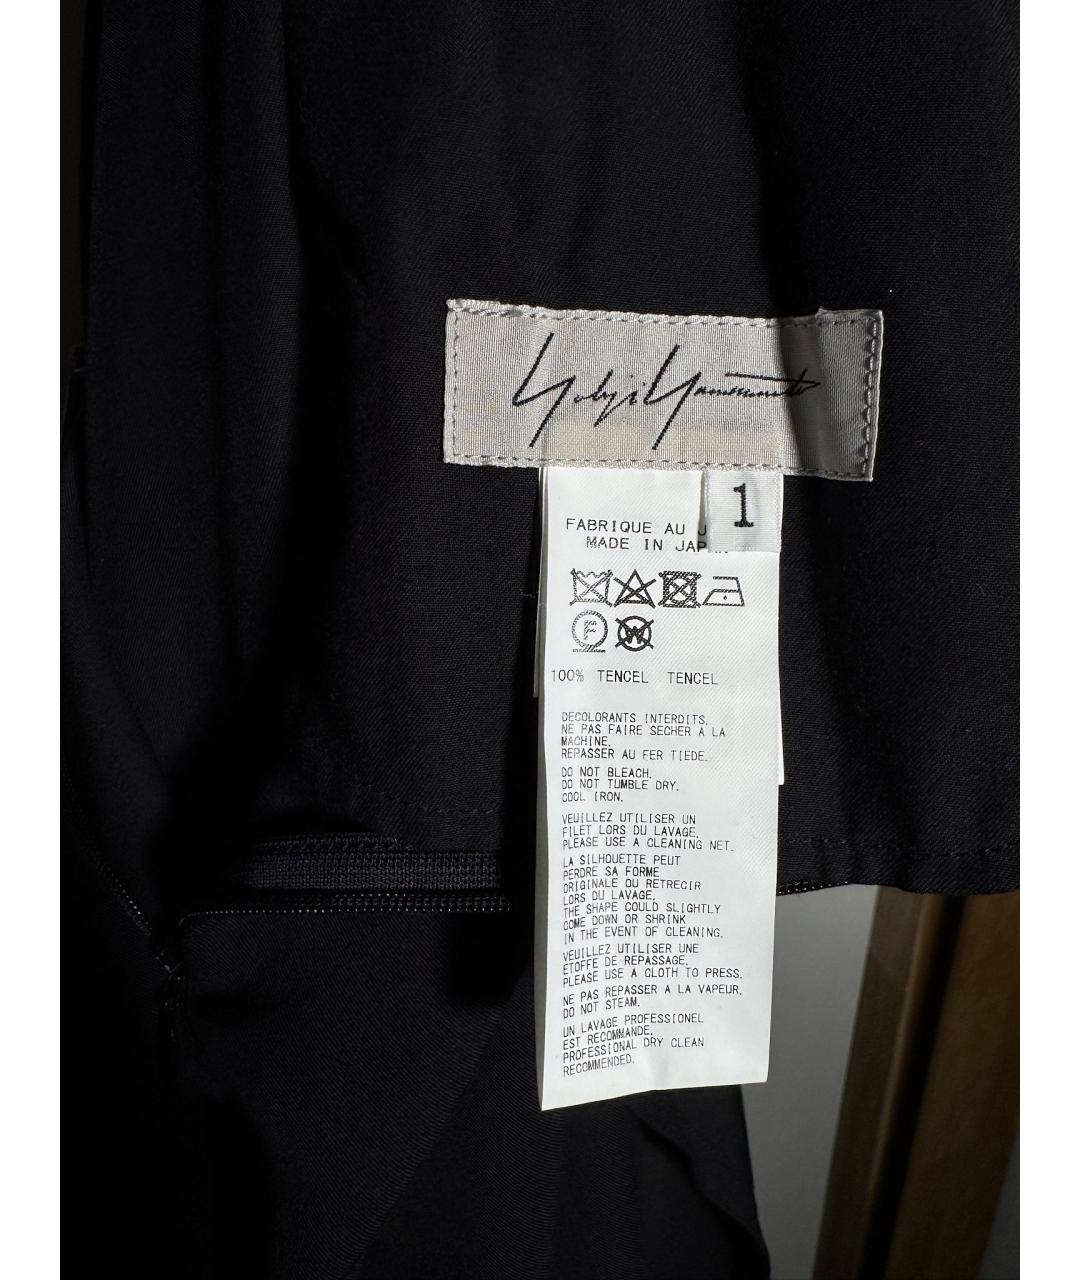 Yohji Yamamoto
1
FABRIQUE AU
MADE IN
F
W
100% TENCEL TENCEL
DECOLORANTS INTERDITS.
NE PAS FAIRE SECHER A LA
MACHINE.
REPASSER AU FER TIEDE.
DO NOT BLEACH.
DO NOT TUMBLE DRY.
COOL IRON.
VEUILLEZ UTILISER UN
FILET LORS DU LAVAGE.
PLEASE USE A CLEANING NET.
LA SILHOUETTE PEUT
PERDRE SA FORME
ORIGINALE OU RETRECIR
LORS DU LAVAGE.
THE SHAPE COULD SLIGHTLY
COME DOWN OR SHRINK
IN THE EVENT OF CLEANING.
VEUILLEZ UTILISER UNE
ETOFFE DE REPASSAGE.
PLEASE USE A CLOTH TO PRESS.
NE PAS REPASSER A LA VAPEUR.
DO NOT STEAM.
UN LAVAGE PROFESSIONEL
EST RECOMMANDE.
PROFESSIONAL DRY CLEAN
RECOMMENDED.